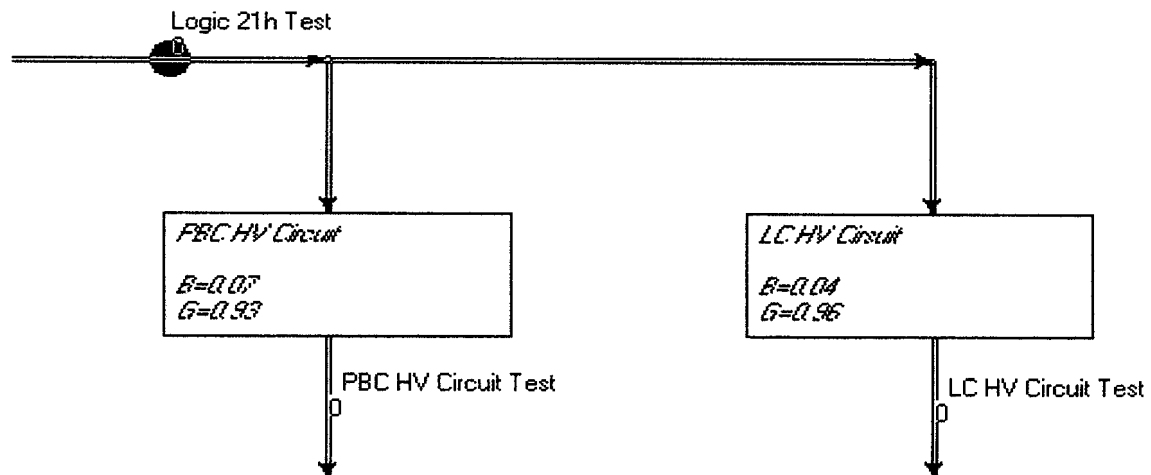 Logic 21h Test
0
PBC HV Circuit
B=0.07
G=0.93
LC HV Circuit
B=0.04
G=0.96
PBC HV Circuit Test
0
LC HV Circuit Test
0